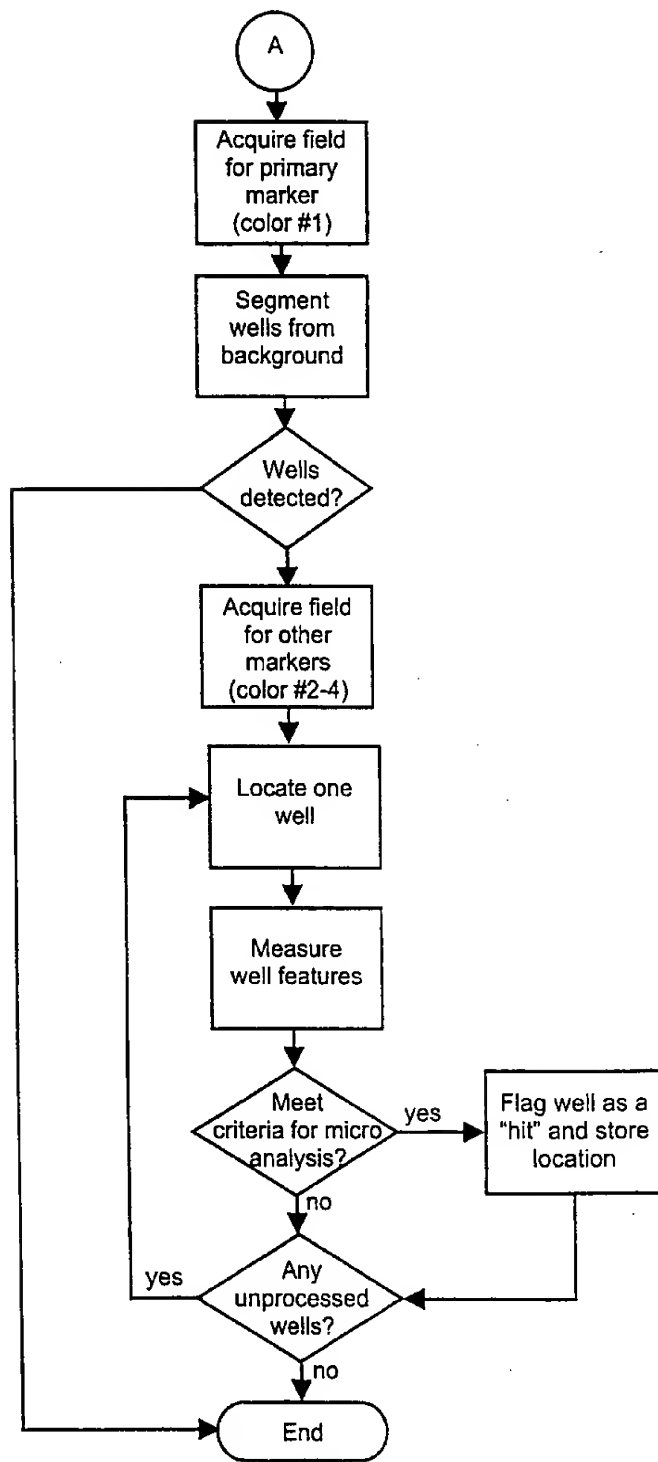 A
Acquire field
for primary
marker
(color #1)
Segment
wells from
background
Wells
detected?
Acquire field
for other
markers
(color #2-4)
Locate one
well
Measure
well features
Meet
criteria for micro
analysis?
yes
Flag well as a
"hit" and store
location
no
Any
unprocessed
wells?
yes
no
End